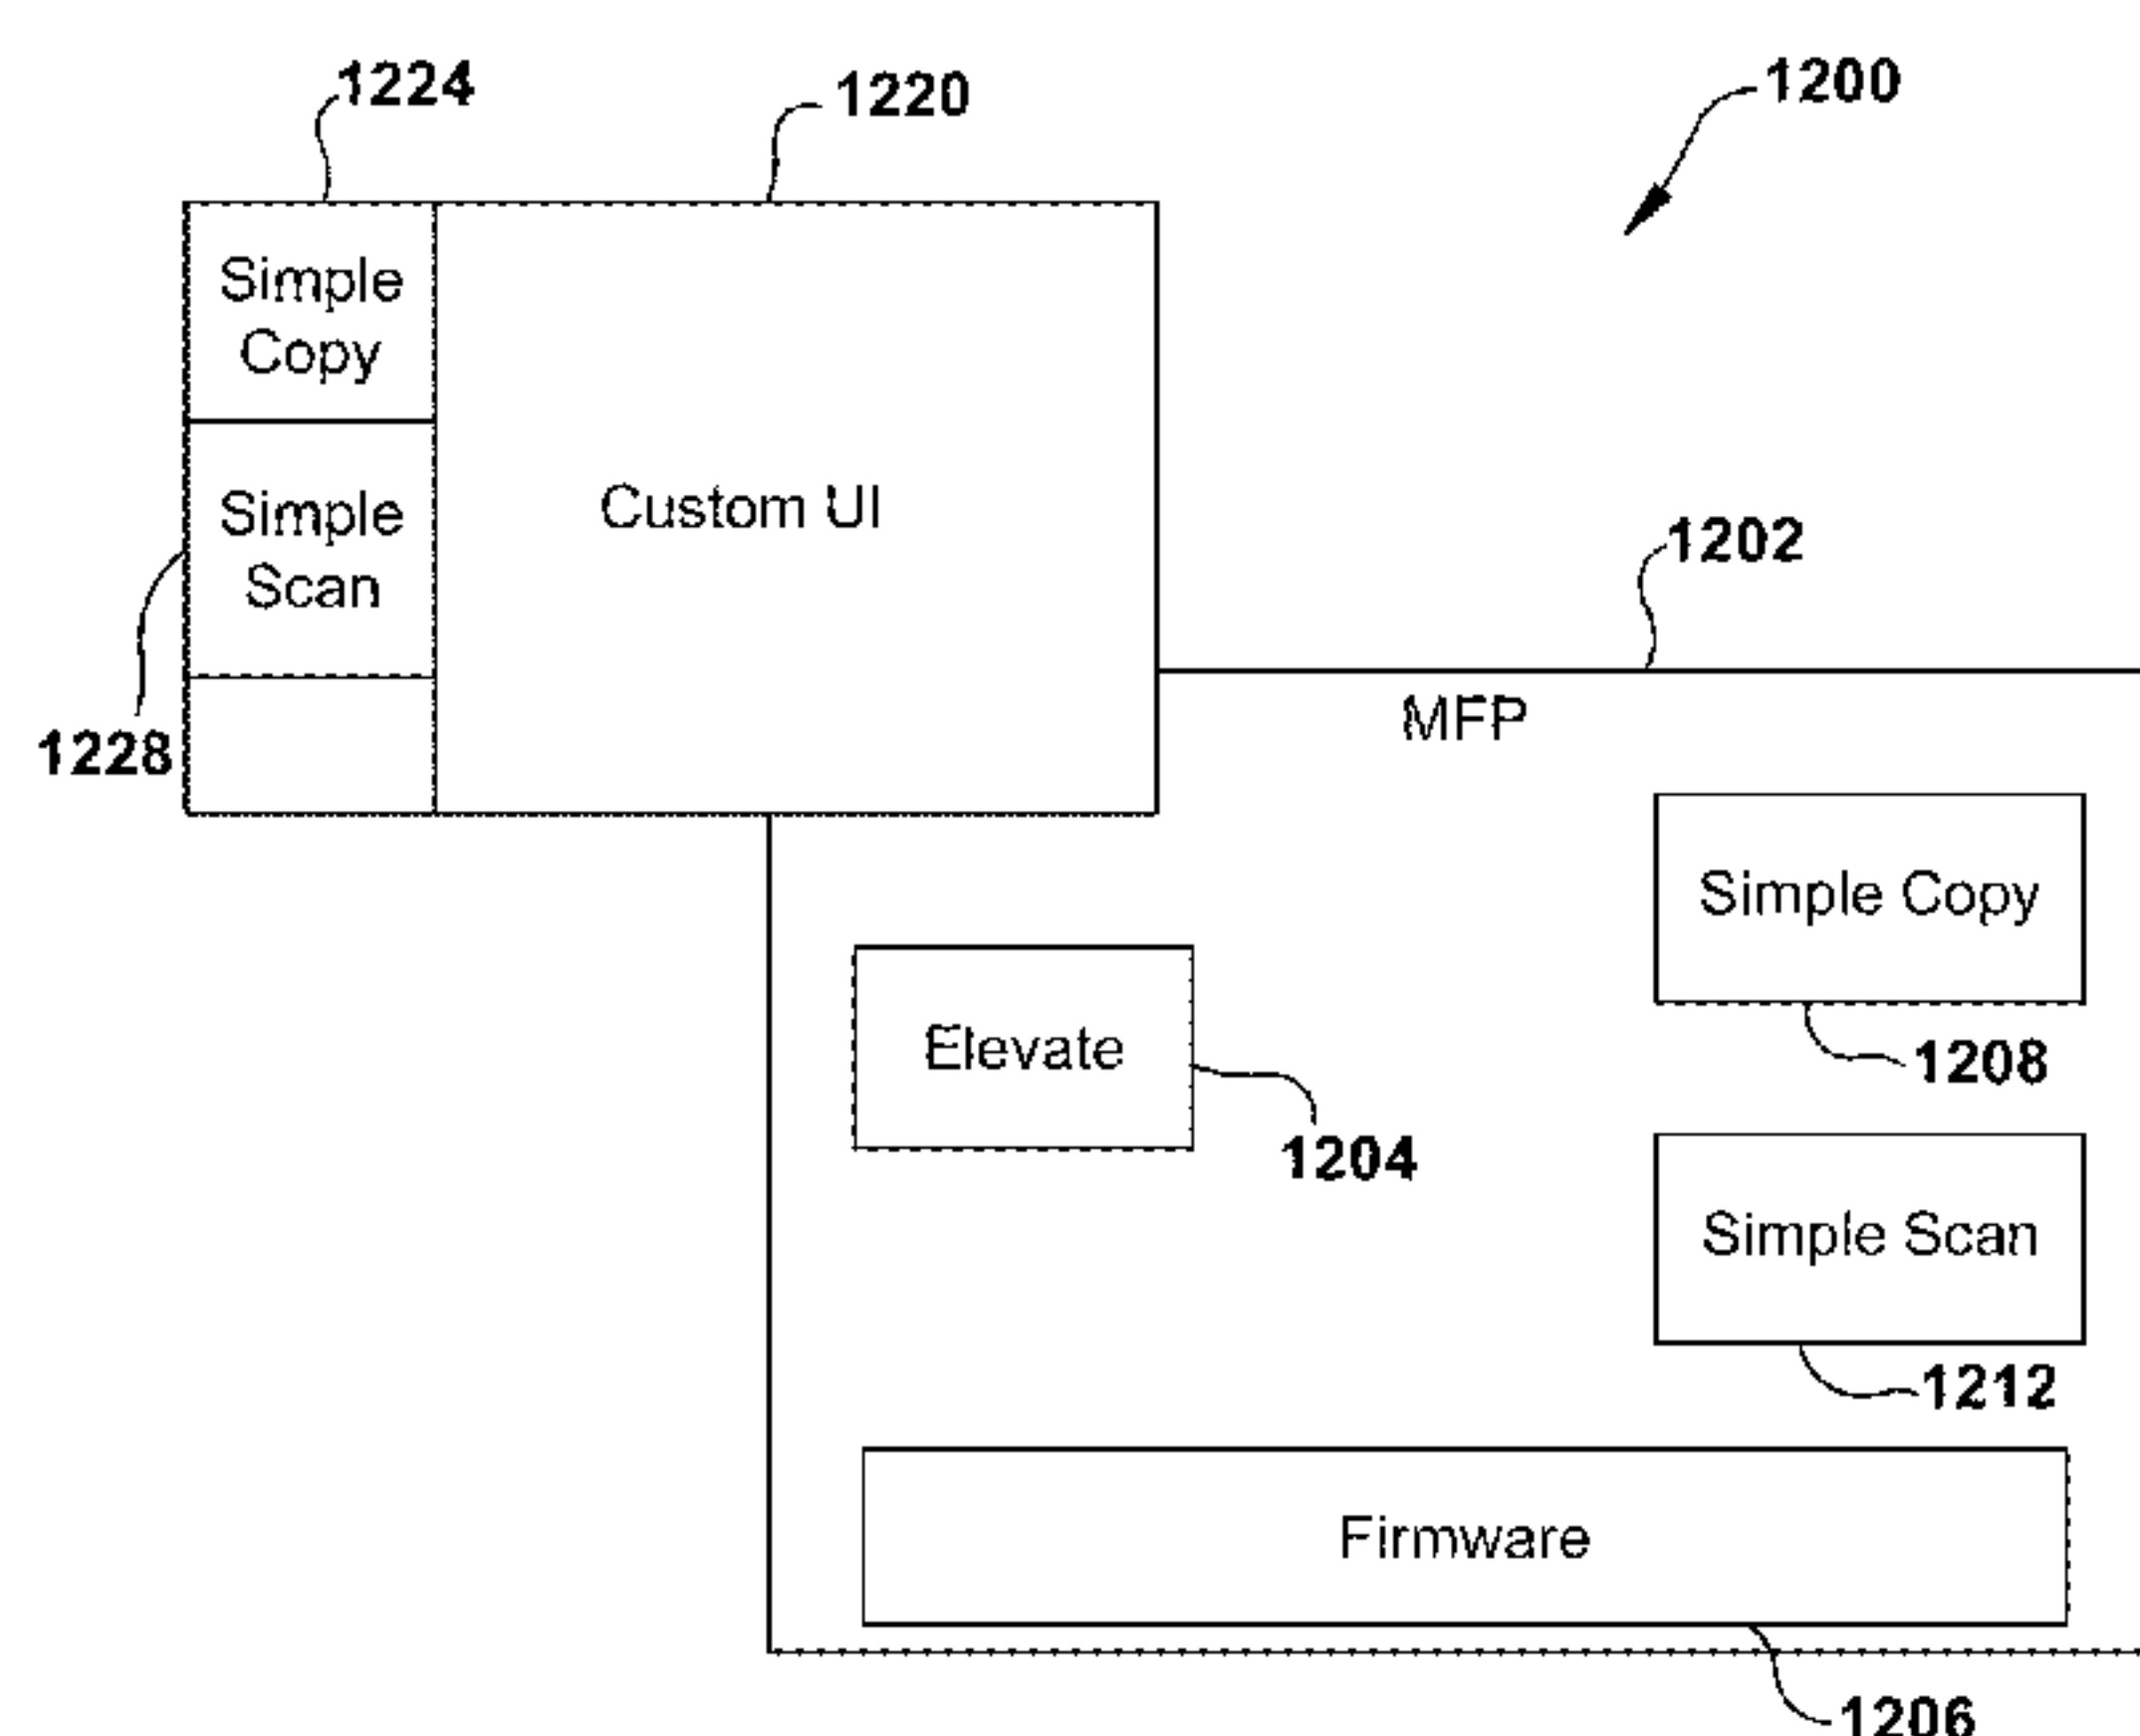 1224
1220
1200
Simple
Copy
Simple
Scan
Custom UI
1202
1228
MFP
Simple Copy
1208
Elevate
1204
Simple Scan
1212
Firmware
1206